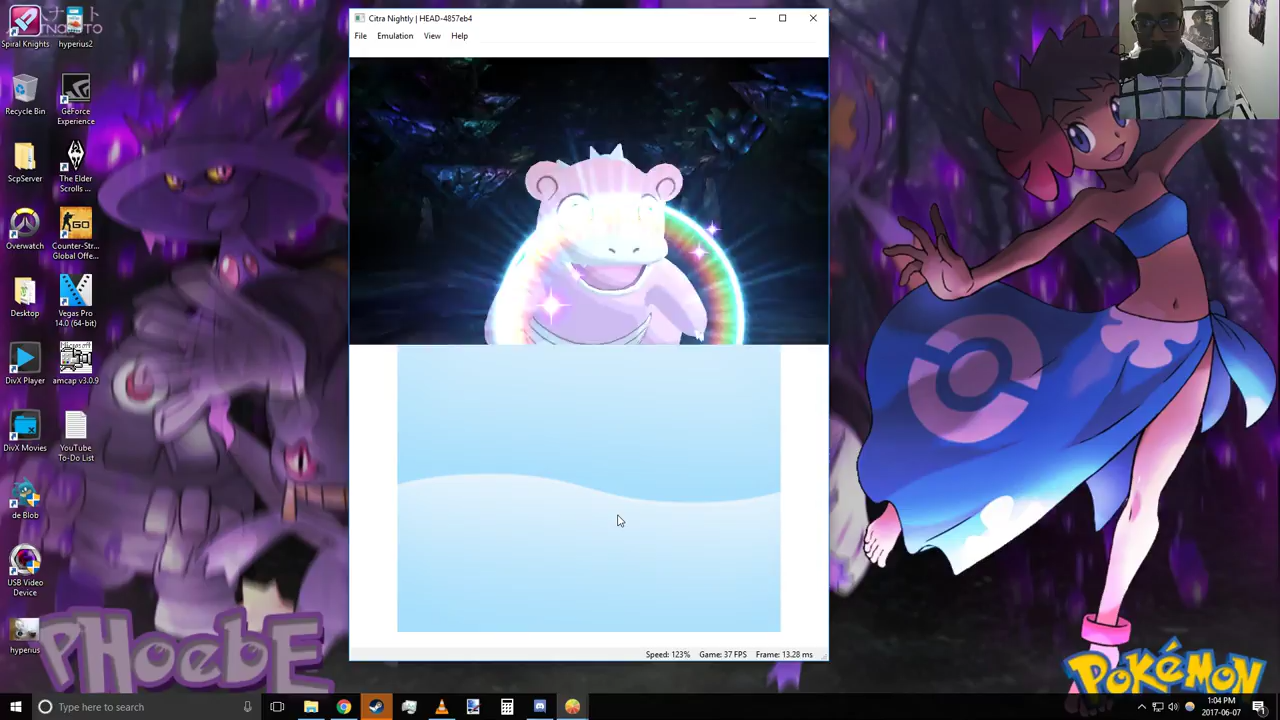 Citra Nightly | HEAD-4857eb4
File Emulation View Help
Spiral Knights
hyperius2
Recycle Bin
GeForce
Experience
ScpServer
The Elder
Scrolls ...
Overwatch
Counter-Str...
Global Offe...
Desktop
Vegas Pro
14.0 (64-bit)
DivX Player
amcap v3.0.9
DivX Movies
YouTube
To-Do List
de Blob
USB Video
Device
hyperius
PHOEBE
POKéMON
Speed: 123% Game: 37 FPS Frame: 13.28 ms
Type here to search
1:04 PM
2017-06-07